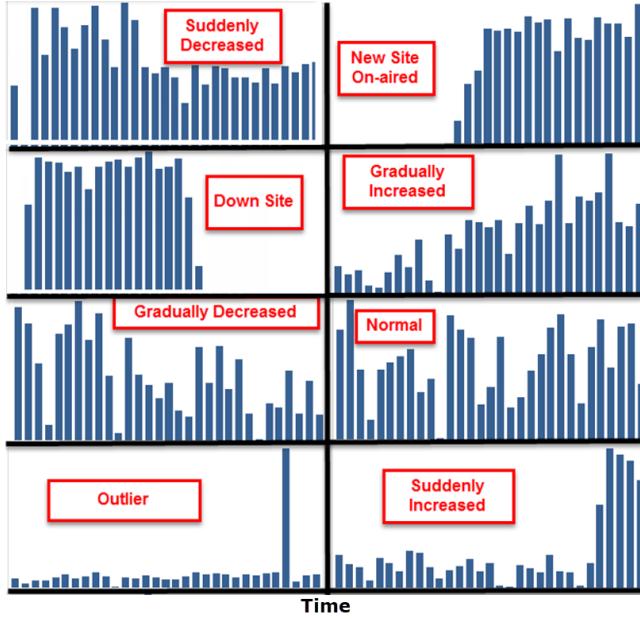 Suddenly
Decreased
New Site
On-aired
Down Site
Gradually
Increased
Gradually Decreased
Normal
Outlier
Suddenly
Increased
Time